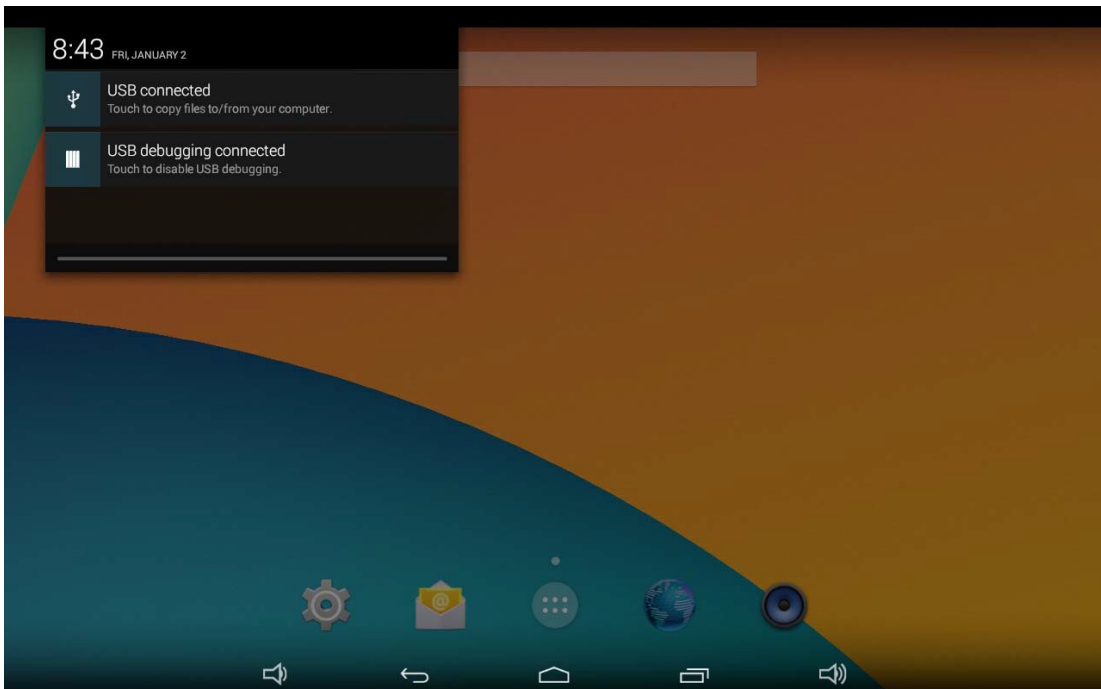 8:43 FRI, JANUARY 2
USB connected
Touch to copy files to/from your computer.
USB debugging connected
Touch to disable USB debugging.
@